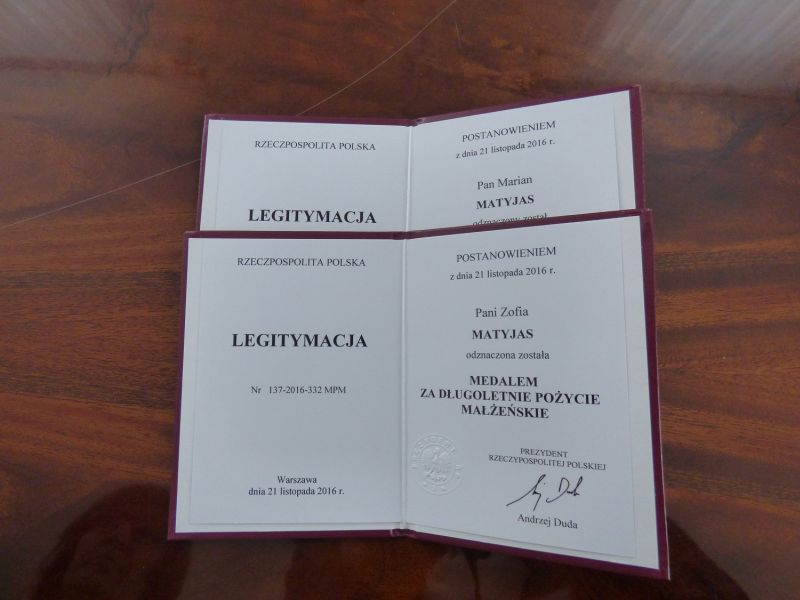 RZECZPOSPOLITA POLSKA
LEGITYMACJA
POSTANOWIENIEM
z dnia 21 listopada 2016 r.
Pan Marian
MATYJAS
odznaczony został
RZECZPOSPOLITA POLSKA
LEGITYMACJA
Nr 137-2016-332 MPM
Warszawa
dnia 21 listopada 2016 r.
POSTANOWIENIEM
z dnia 21 listopada 2016 r.
Pani Zofia
MATYJAS
odznaczona została
MEDALEM
ZA DŁUGOLETNIE POŻYCIE
MAŁŻEŃSKIE
PREZYDENT
RZECZYPOSPOLITEJ POLSKIEJ
Andrzej Duda